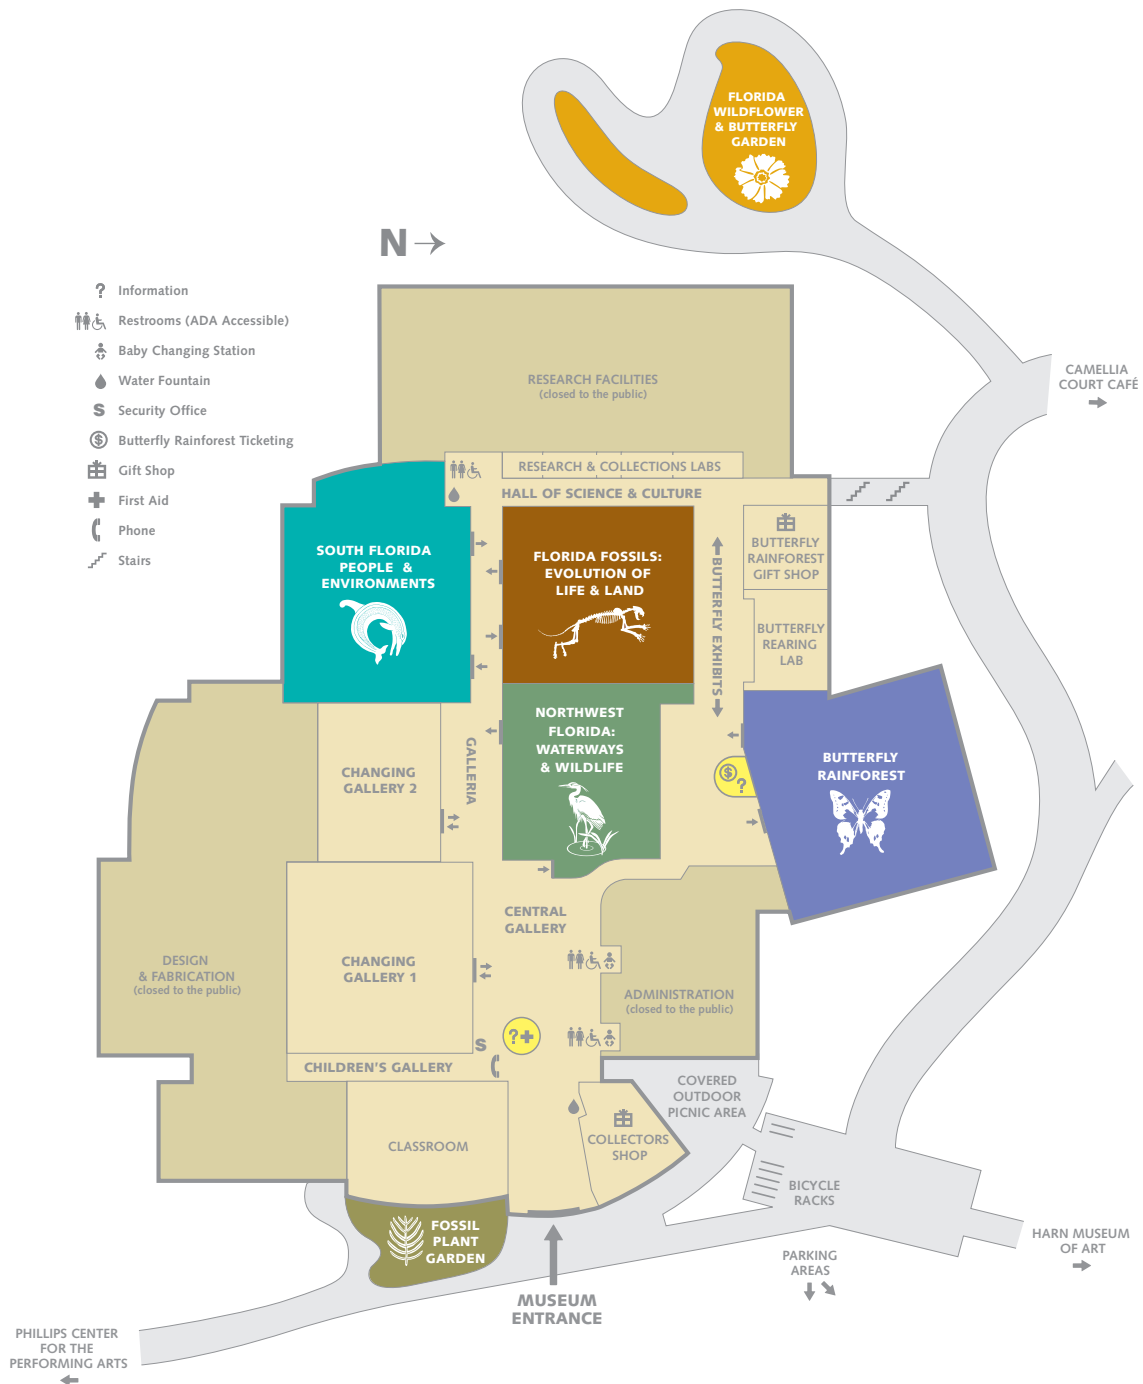 FLORIDA
WILDFLOWER
& BUTTERFLY
GARDEN
N
?
Information
Restrooms (ADA Accessible)
Baby Changing Station
Water Fountain
S
Security Office
$
Butterfly Rainforest Ticketing
Gift Shop
First Aid
Phone
Stairs
CAMELLIA
COURT CAFÉ
RESEARCH FACILITIES
(closed to the public)
RESEARCH & COLLECTIONS LABS
HALL OF SCIENCE & CULTURE
SOUTH FLORIDA
PEOPLE &
ENVIRONMENTS
FLORIDA FOSSILS:
EVOLUTION OF
LIFE & LAND
BUTTERFLY EXHIBITS
BUTTERFLY
RAINFOREST
GIFT SHOP
BUTTERFLY
REARING
LAB
NORTHWEST
FLORIDA:
WATERWAYS
& WILDLIFE
GALLERIA
CHANGING
GALLERY 2
$
?
BUTTERFLY
RAINFOREST
CENTRAL
GALLERY
DESIGN
& FABRICATION
(closed to the public)
CHANGING
GALLERY 1
ADMINISTRATION
(closed to the public)
S
?
CHILDREN'S GALLERY
COVERED
OUTDOOR
PICNIC AREA
CLASSROOM
COLLECTORS
SHOP
BICYCLE
RACKS
FOSSIL
PLANT
GARDEN
HARN MUSEUM
OF ART
PARKING
AREAS
MUSEUM
ENTRANCE
PHILLIPS CENTER
FOR THE
PERFORMING ARTS